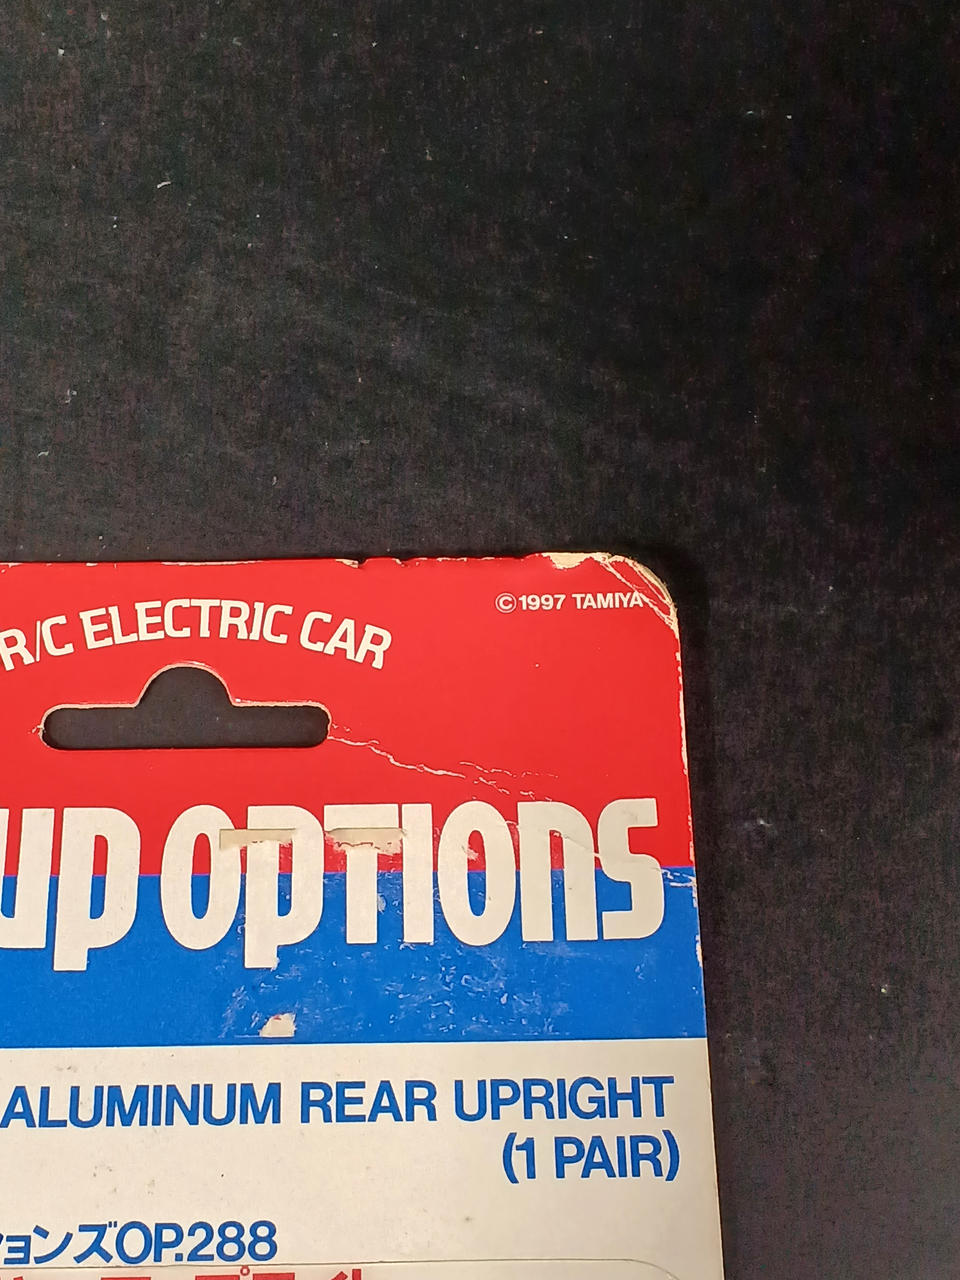 ©1997 TAMIYA
R/C ELECTRIC CAR
UP OPTIONS
ALUMINUM REAR UPRIGHT
(1 PAIR)
ョンズOP.288